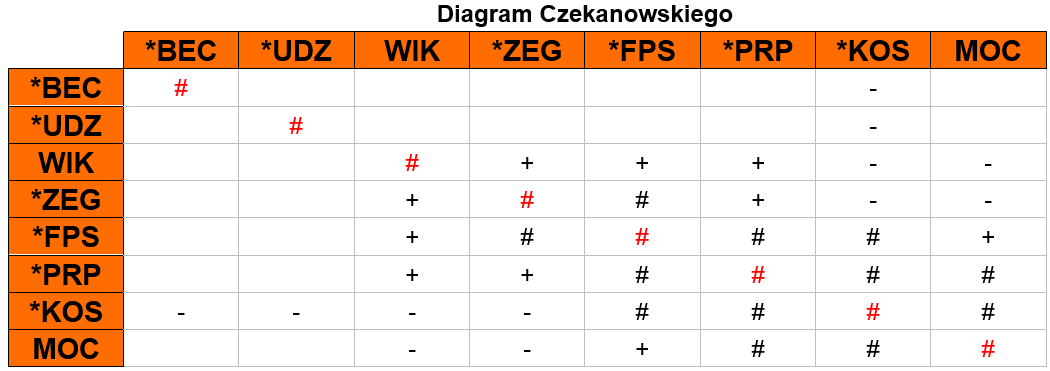 Diagram Czekanowskiego
*BEC *UDZ WIK *ZEG *FPS *PRP *KOS MOC
*BEC # -
*UDZ # -
WIK # + + + - -
*ZEG + # # + - -
*FPS + # # # # +
*PRP + + # # # #
*KOS - - - - # # # #
MOC - - + # # #